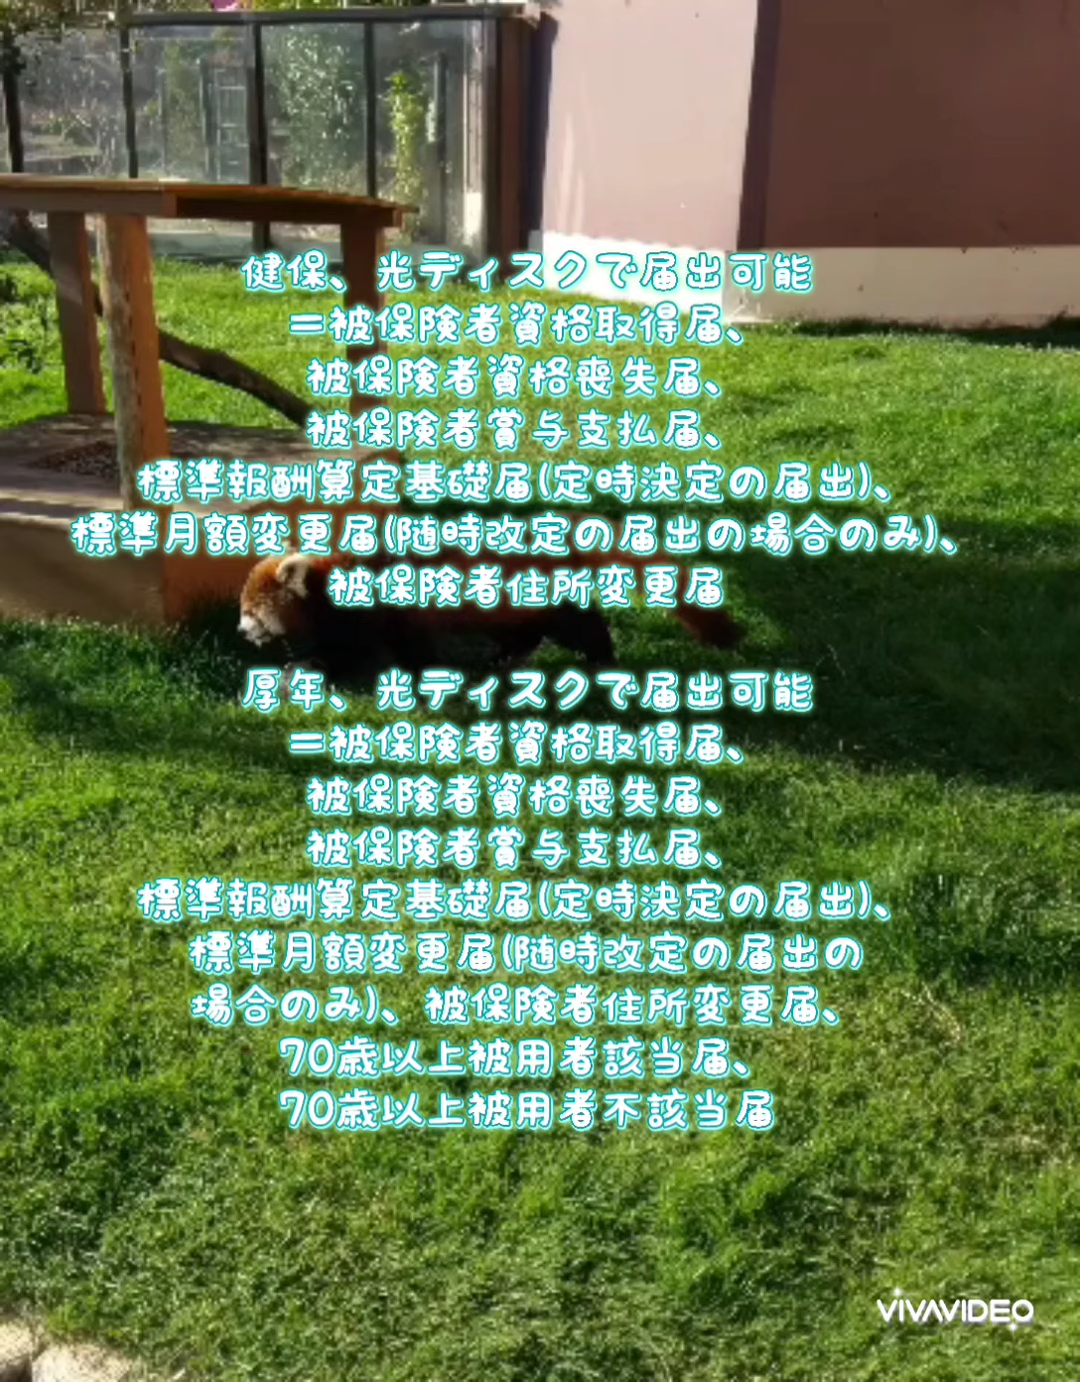 健保、光ディスクで届出可能
＝被保険者資格取得届、
被保険者資格喪失届、
被保険者賞与支払届、
標準報酬算定基礎届(定時決定の届出)、
標準月額変更届(随時改定の届出の場合のみ)、
被保険者住所変更届
厚年、光ディスクで届出可能
＝被保険者資格取得届、
被保険者資格喪失届、
被保険者賞与支払届、
標準報酬算定基礎届(定時決定の届出)、
標準月額変更届(随時改定の届出の
場合のみ)、被保険者住所変更届、
70歳以上被用者該当届、
70歳以上被用者不該当届
VIVAVIDEO